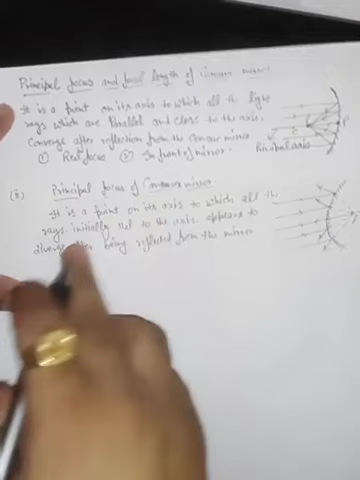 Principal focus and focal length of concave mirror.
It is a point on its axis to which all the light
rays which are Parallel and close to the axis,
Converge after reflection from the concave mirror
① Real focus ② In front of mirror.
Principal axis
(ii) Principal focus of Convex mirror.
It is a point on its axis to which all the
rays initially to the axis, appears to
diverge after being reflected from the mirror